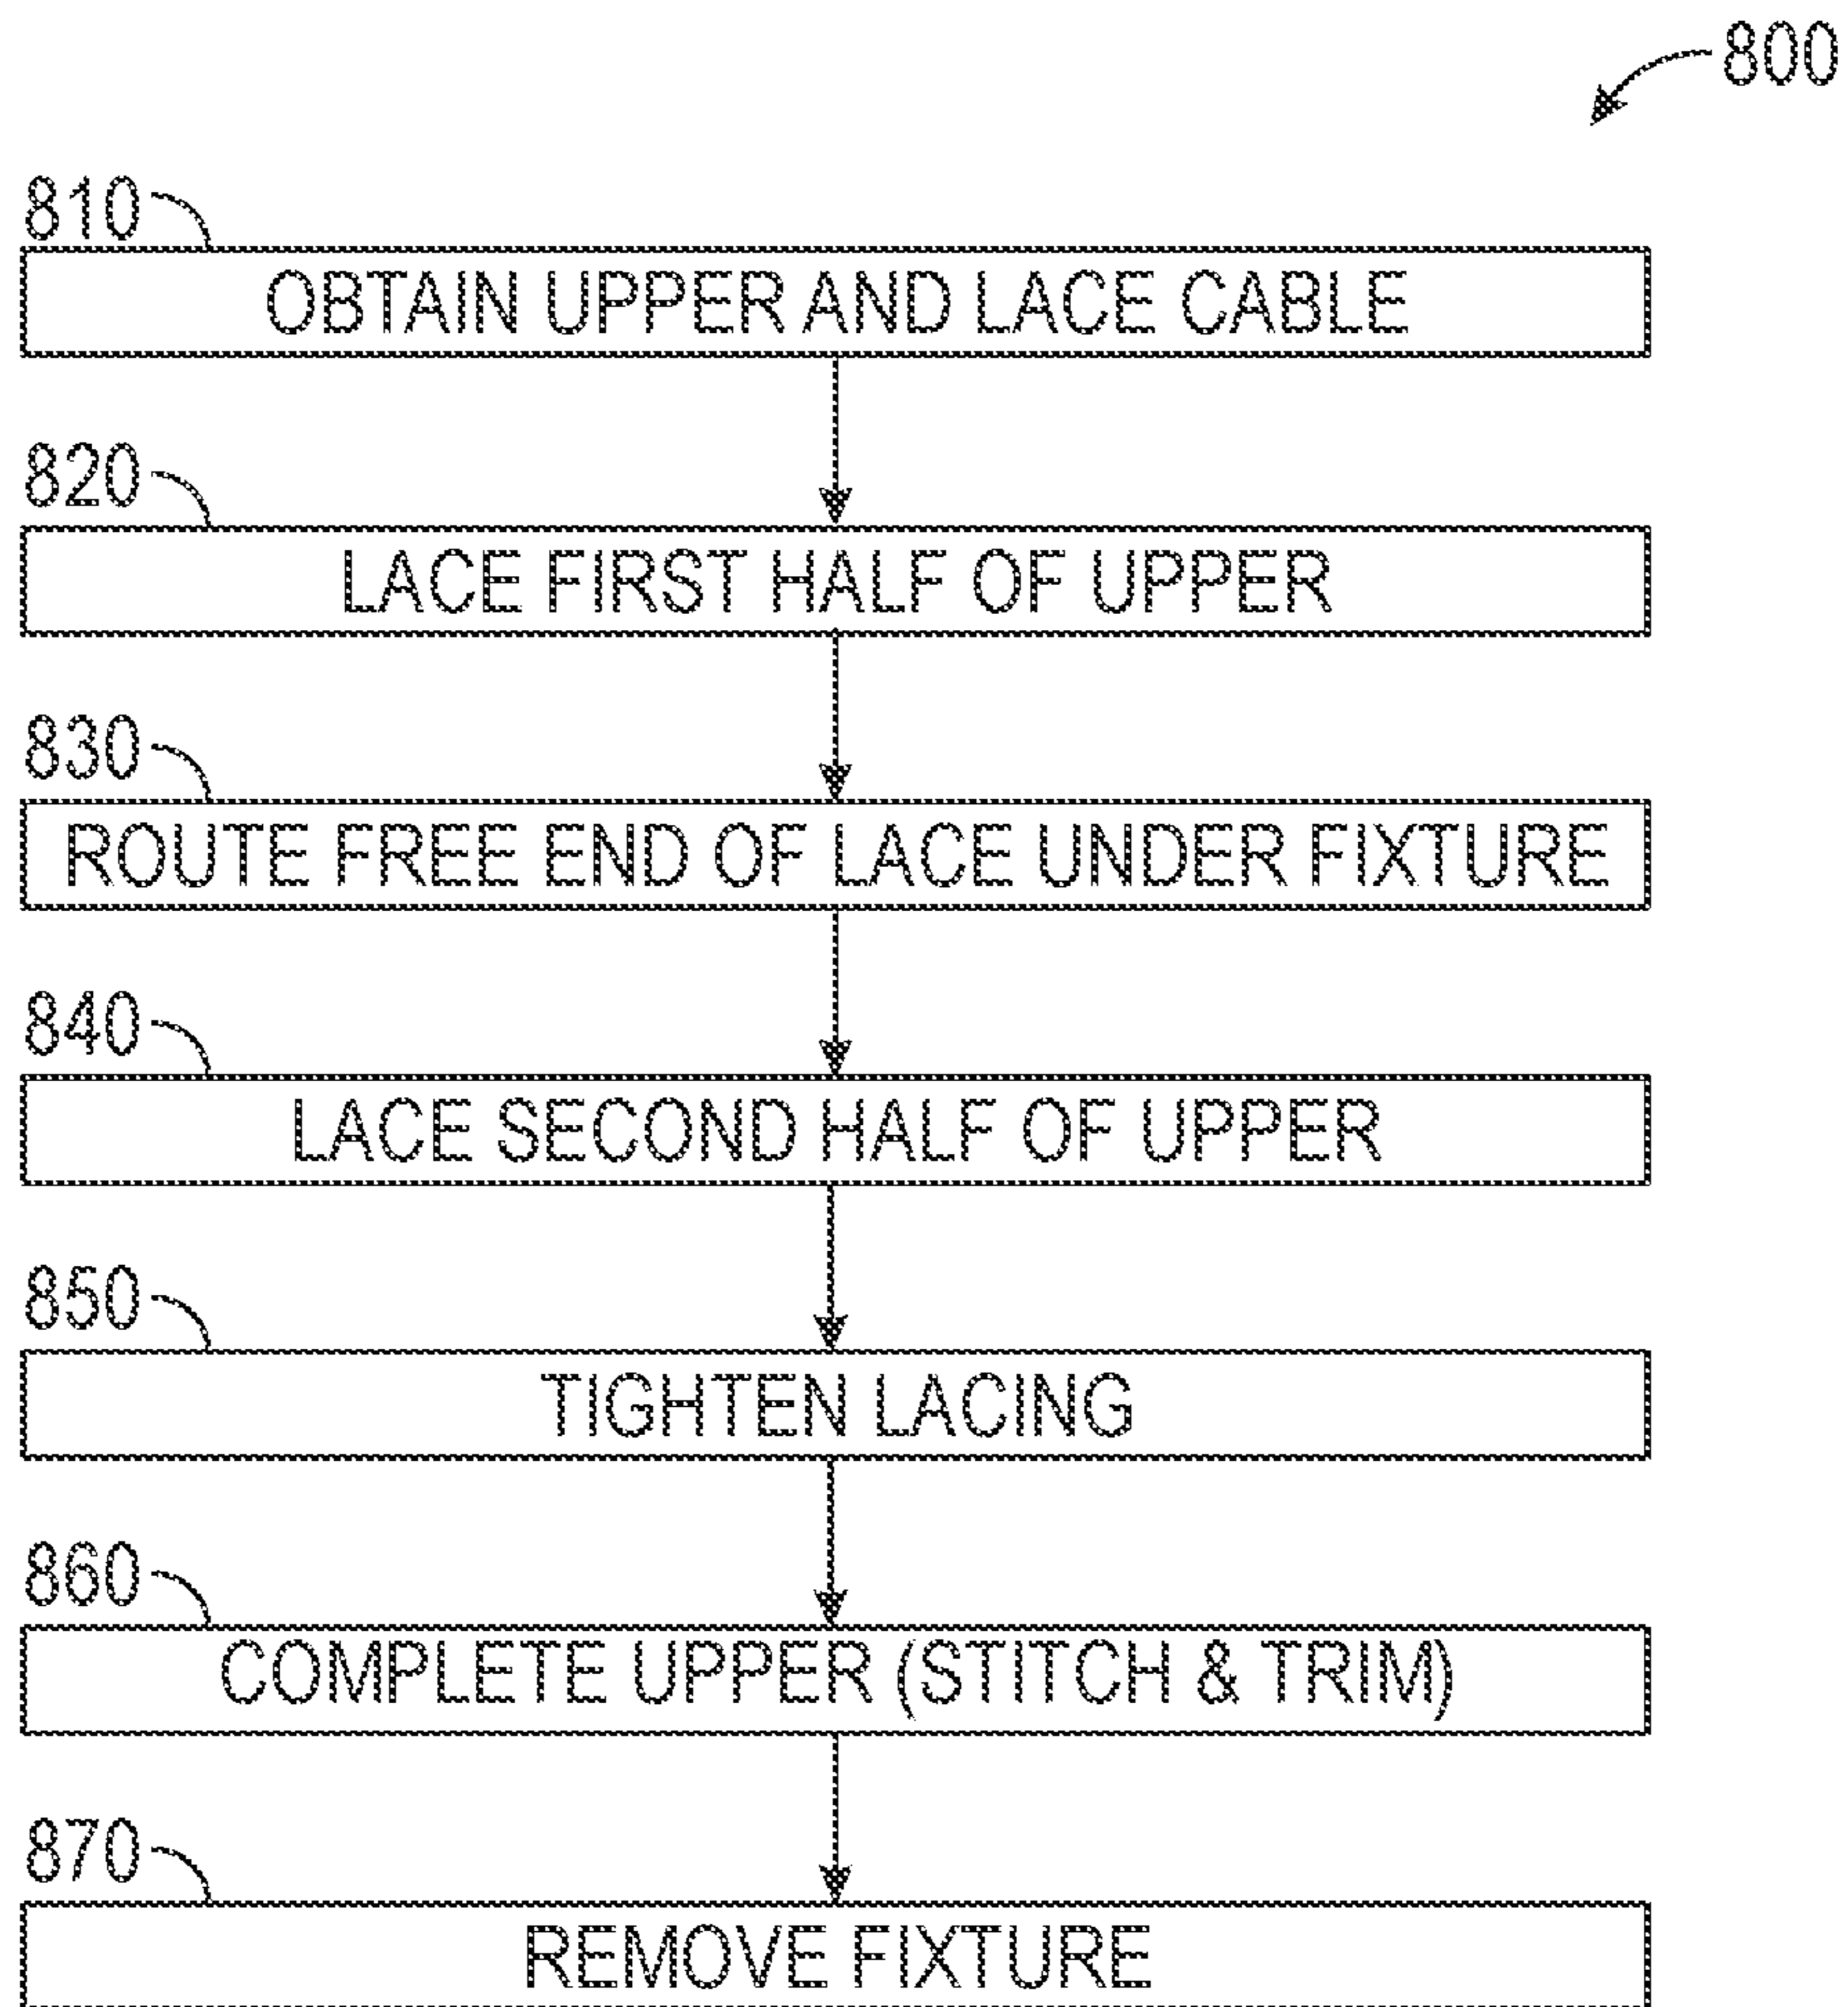 800
810
OBTAIN UPPER AND LACE CABLE
820
LACE FIRST HALF OF UPPER
830
ROUTE FREE END OF LACE UNDER FIXTURE
840
LACE SECOND HALF OF UPPER
850
TIGHTEN LACING
860
COMPLETE UPPER (STITCH & TRIM)
870
REMOVE FIXTURE